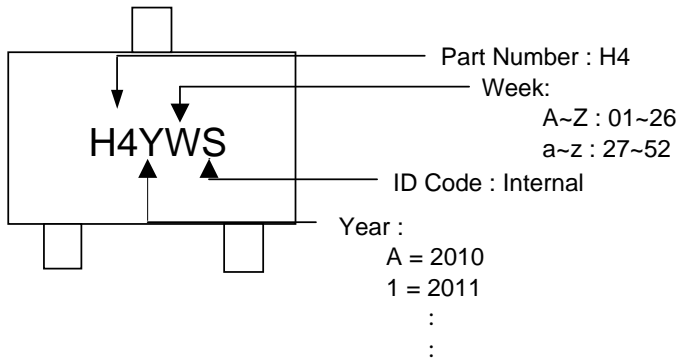 Part Number : H4
Week:
A~Z : 01~26
a~z : 27~52
H4YWS
ID Code : Internal
Year :
A = 2010
1 = 2011
:
: